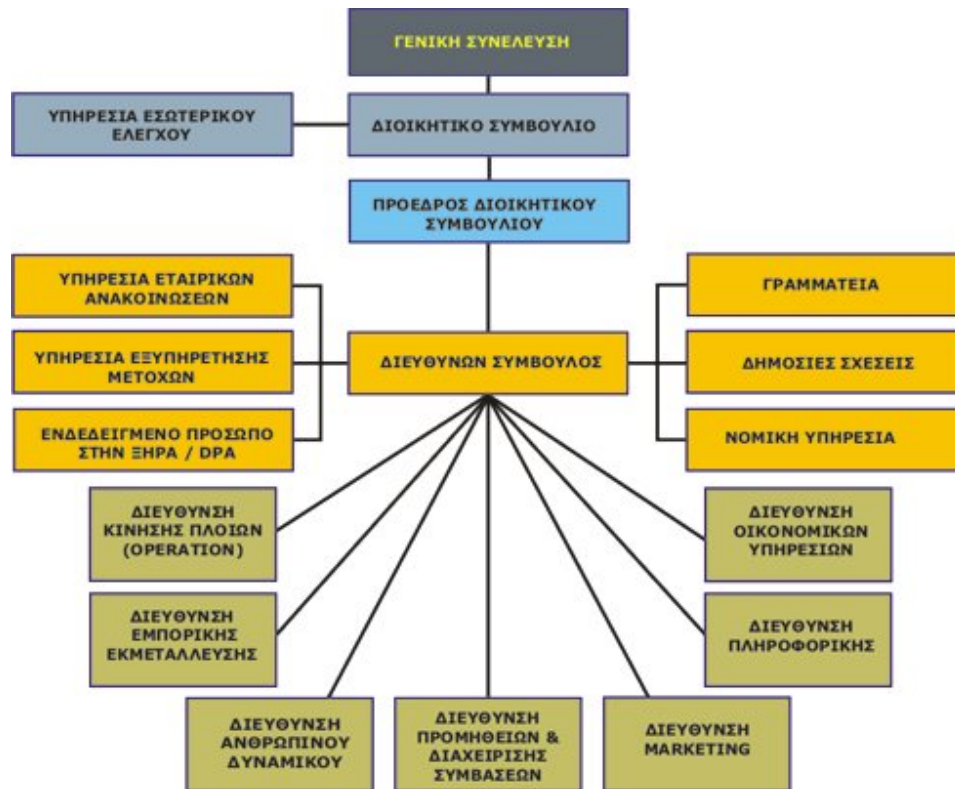 ΓΕΝΙΚΗ ΣΥΝΕΛΕΥΣΗ
ΥΠΗΡΕΣΙΑ ΕΣΩΤΕΡΙΚΟΥ
ΕΛΕΓΧΟΥ
ΔΙΟΙΚΗΤΙΚΟ ΣΥΜΒΟΥΛΙΟ
ΠΡΟΕΔΡΟΣ ΔΙΟΙΚΗΤΙΚΟΥ
ΣΥΜΒΟΥΛΙΟΥ
ΥΠΗΡΕΣΙΑ ΕΤΑΙΡΙΚΩΝ
ΑΝΑΚΟΙΝΩΣΕΩΝ
ΓΡΑΜΜΑΤΕΙΑ
ΥΠΗΡΕΣΙΑ ΕΞΥΠΗΡΕΤΗΣΗΣ
ΜΕΤΟΧΩΝ
ΔΙΕΥΘΥΝΩΝ ΣΥΜΒΟΥΛΟΣ
ΔΗΜΟΣΙΕΣ ΣΧΕΣΕΙΣ
ΕΝΔΕΔΕΙΓΜΕΝΟ ΠΡΟΣΩΠΟ
ΣΤΗΝ ΞΗΡΑ / DPA
ΝΟΜΙΚΗ ΥΠΗΡΕΣΙΑ
ΔΙΕΥΘΥΝΣΗ
ΚΙΝΗΣΗΣ ΠΛΟΙΩΝ
(OPERATION)
ΔΙΕΥΘΥΝΣΗ
ΟΙΚΟΝΟΜΙΚΩΝ
ΥΠΗΡΕΣΙΩΝ
ΔΙΕΥΘΥΝΣΗ
ΕΜΠΟΡΙΚΗΣ
ΕΚΜΕΤΑΛΛΕΥΣΗΣ
ΔΙΕΥΘΥΝΣΗ
ΠΛΗΡΟΦΟΡΙΚΗΣ
ΔΙΕΥΘΥΝΣΗ
ΑΝΘΡΩΠΙΝΟΥ
ΔΥΝΑΜΙΚΟΥ
ΔΙΕΥΘΥΝΣΗ
ΠΡΟΜΗΘΕΙΩΝ &
ΔΙΑΧΕΙΡΙΣΗΣ
ΣΥΜΒΑΣΕΩΝ
ΔΙΕΥΘΥΝΣΗ
MARKETING